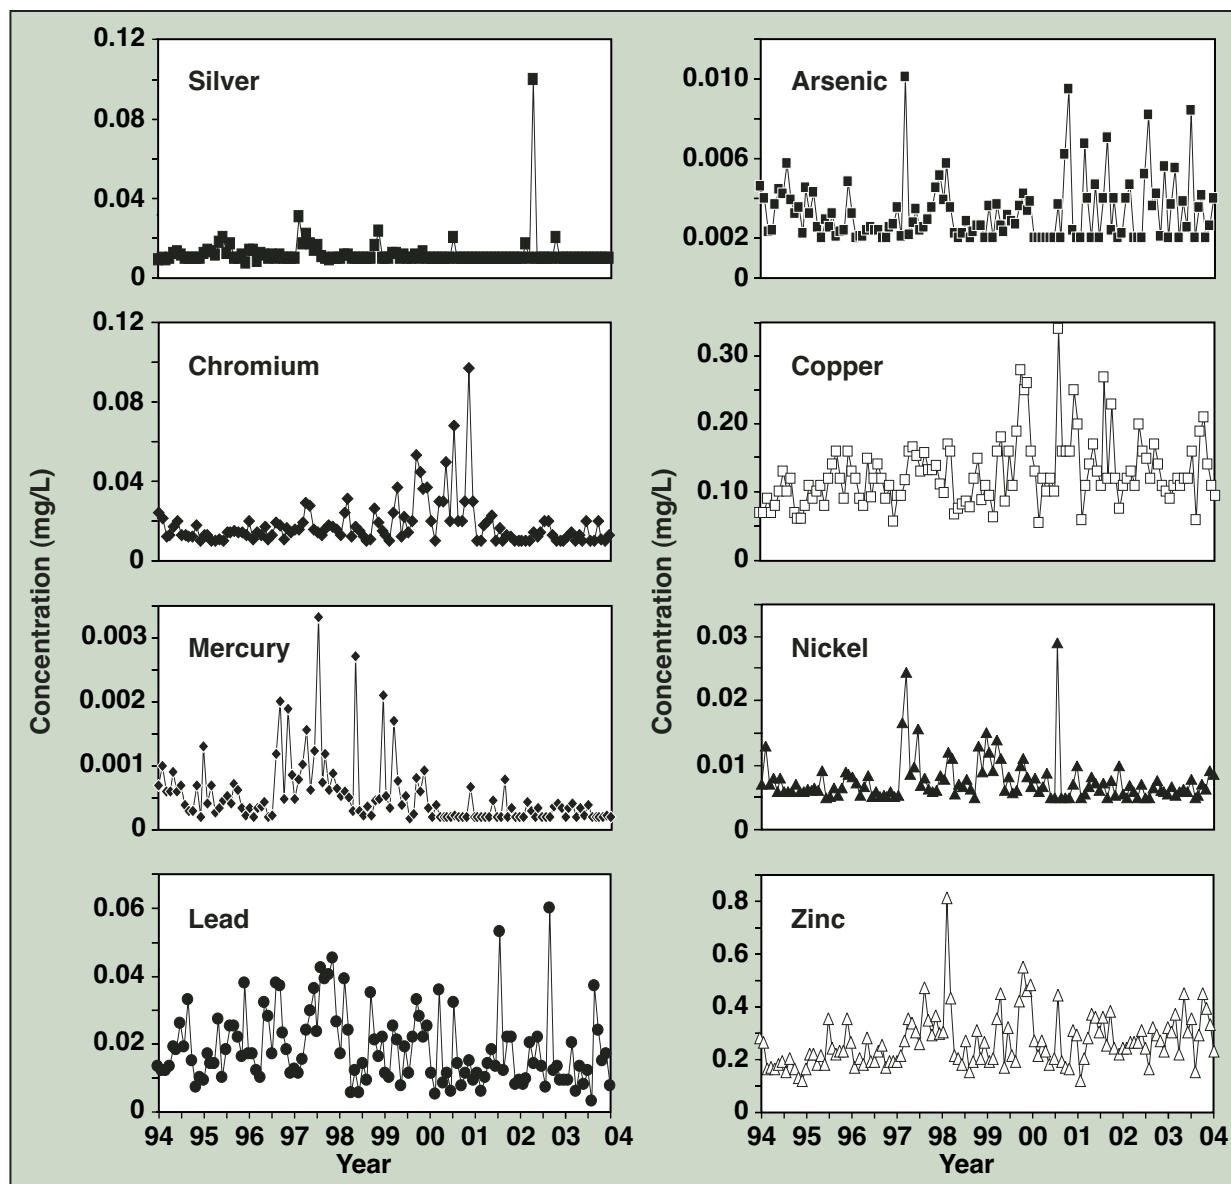 Silver
0.12
0.08
0.04
0
Arsenic
0.010
0.006
0.002
0
Chromium
0.12
0.08
0.04
0
Copper
0.30
0.20
0.10
0
Mercury
0.003
0.002
0.001
0
Nickel
0.03
0.02
0.01
0
Lead
0.06
0.04
0.02
0
Zinc
0.8
0.6
0.4
0.2
0
Concentration (mg/L)
Concentration (mg/L)
94 95 96 97 98 99 00 01 02 03 04
Year
94 95 96 97 98 99 00 01 02 03 04
Year